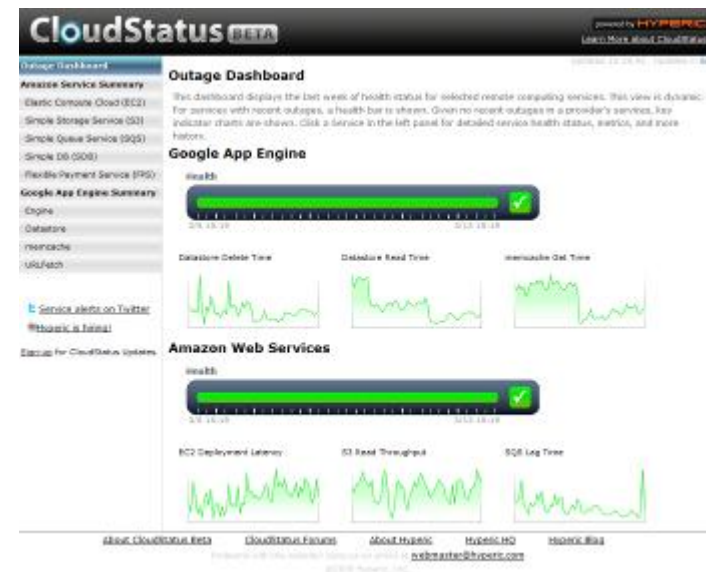 CloudStatus BETA
powered by HYPERIC
Learn More about CloudStatus
Outage Dashboard
Amazon Service Summary
Elastic Compute Cloud (EC2)
Simple Storage Service (S3)
Simple Queue Service (SQS)
Simple DB (SDB)
Flexible Payment Service (FPS)
Google App Engine Summary
Engine
Datastore
memcache
URLFetch
Service alerts on Twitter
Hyperic is hiring!
Sign up for CloudStatus Updates
Outage Dashboard
This dashboard displays the last week of health status for selected remote computing services. This view is dynamic.
For services with recent outages, a health bar is shown. Given no recent outages in a provider's services, key
indicator charts are shown. Click a Service in the left panel for detailed service health status, metrics, and more
history.
Google App Engine
Health
Datastore Delete Time
Datastore Read Time
memcache Get Time
Amazon Web Services
Health
EC2 Deployment Latency
S3 Read Throughput
SQS Lag Time
About CloudStatus Beta
CloudStatus Forums
About Hyperic
Hyperic HQ
Hyperic Blog
webmaster@hyperic.com